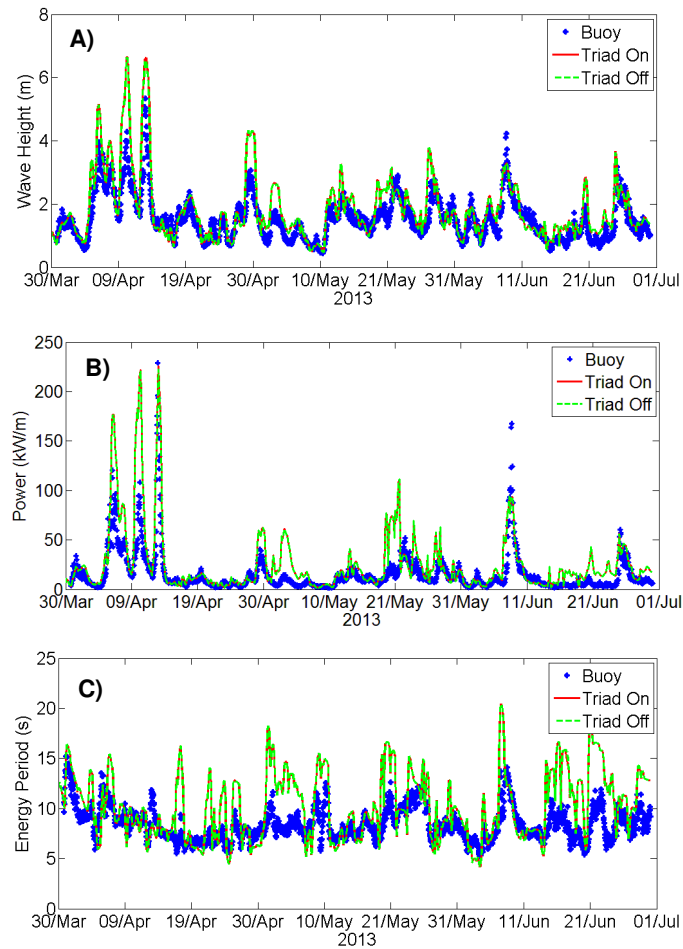 A)
Wave Height (m)
8
6
4
2
0
Buoy
Triad On
Triad Off
30/Mar 09/Apr 19/Apr 30/Apr 10/May 21/May 31/May 11/Jun 21/Jun 01/Jul
2013
B)
Power (kW/m)
250
200
150
100
50
0
Buoy
Triad On
Triad Off
30/Mar 09/Apr 19/Apr 30/Apr 10/May 21/May 31/May 11/Jun 21/Jun 01/Jul
2013
C)
Energy Period (s)
25
20
15
10
5
0
Buoy
Triad On
Triad Off
30/Mar 09/Apr 19/Apr 30/Apr 10/May 21/May 31/May 11/Jun 21/Jun 01/Jul
2013